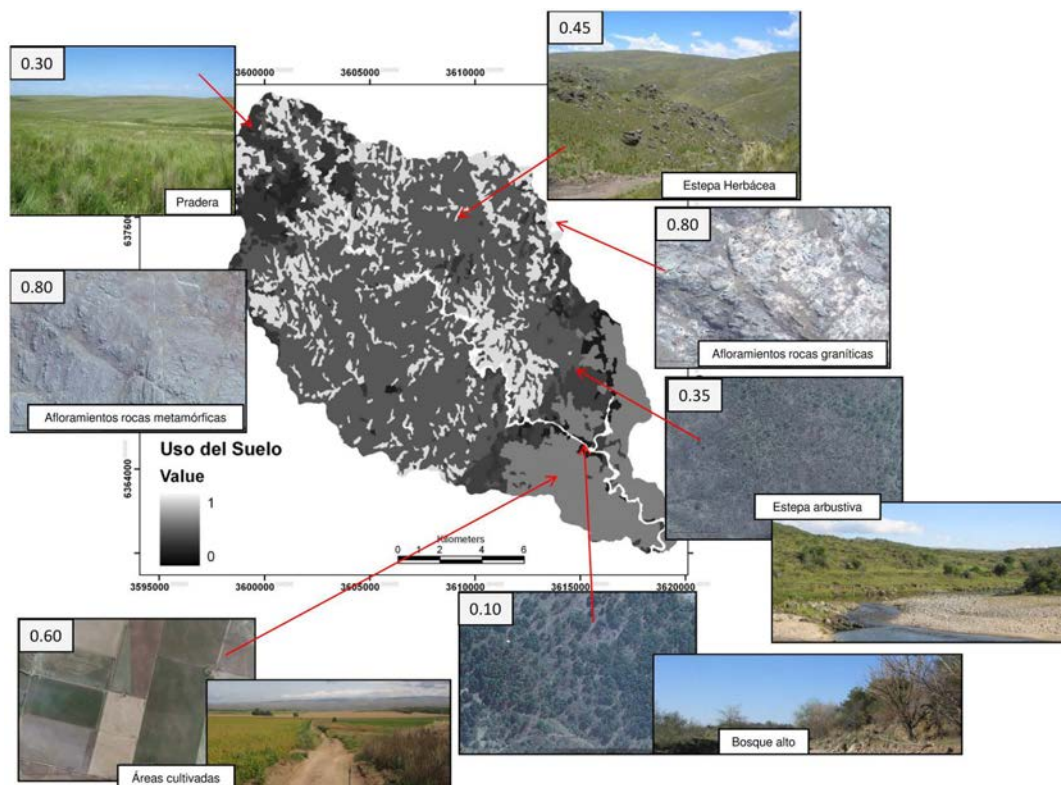 0.30
Pradera
0.45
Estepa Herbácea
3600000
3605000
3610000
0.80
Afloramientos rocas metamórficas
0.80
Afloramientos rocas graníticas
0.35
Estepa arbustiva
Uso del Suelo
Value
1
0
6364000
Kilometers
0 1 2 4 6
3595000
3600000
3605000
3610000
3615000
3620000
0.60
Áreas cultivadas
0.10
Bosque alto